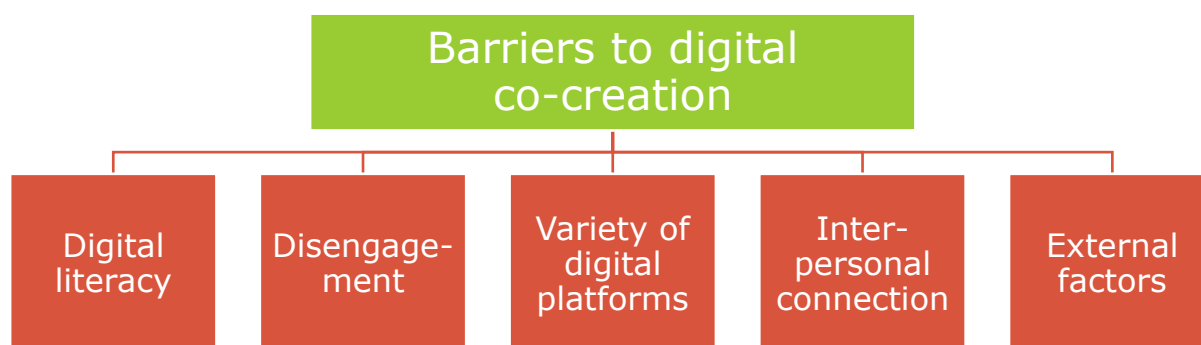 Barriers to digital
co-creation
Digital
literacy
Disengage-
ment
Variety of
digital
platforms
Inter-
personal
connection
External
factors